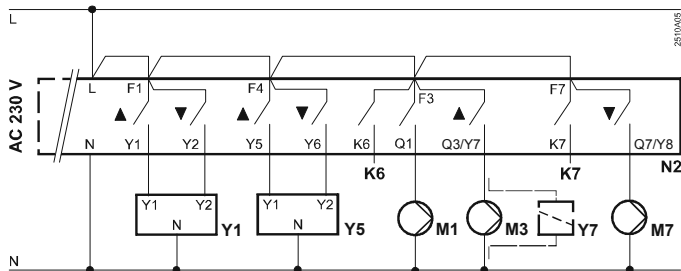 L
2510A05
AC 230 V
L F1 F4 F3 F7
N Y1 Y2 Y5 Y6 K6 Q1 Q3/Y7 K7 Q7/Y8
K6 K7 N2
Y1 Y2 Y1 Y2
N Y1 N Y5 M1 M3 Y7 M7
N